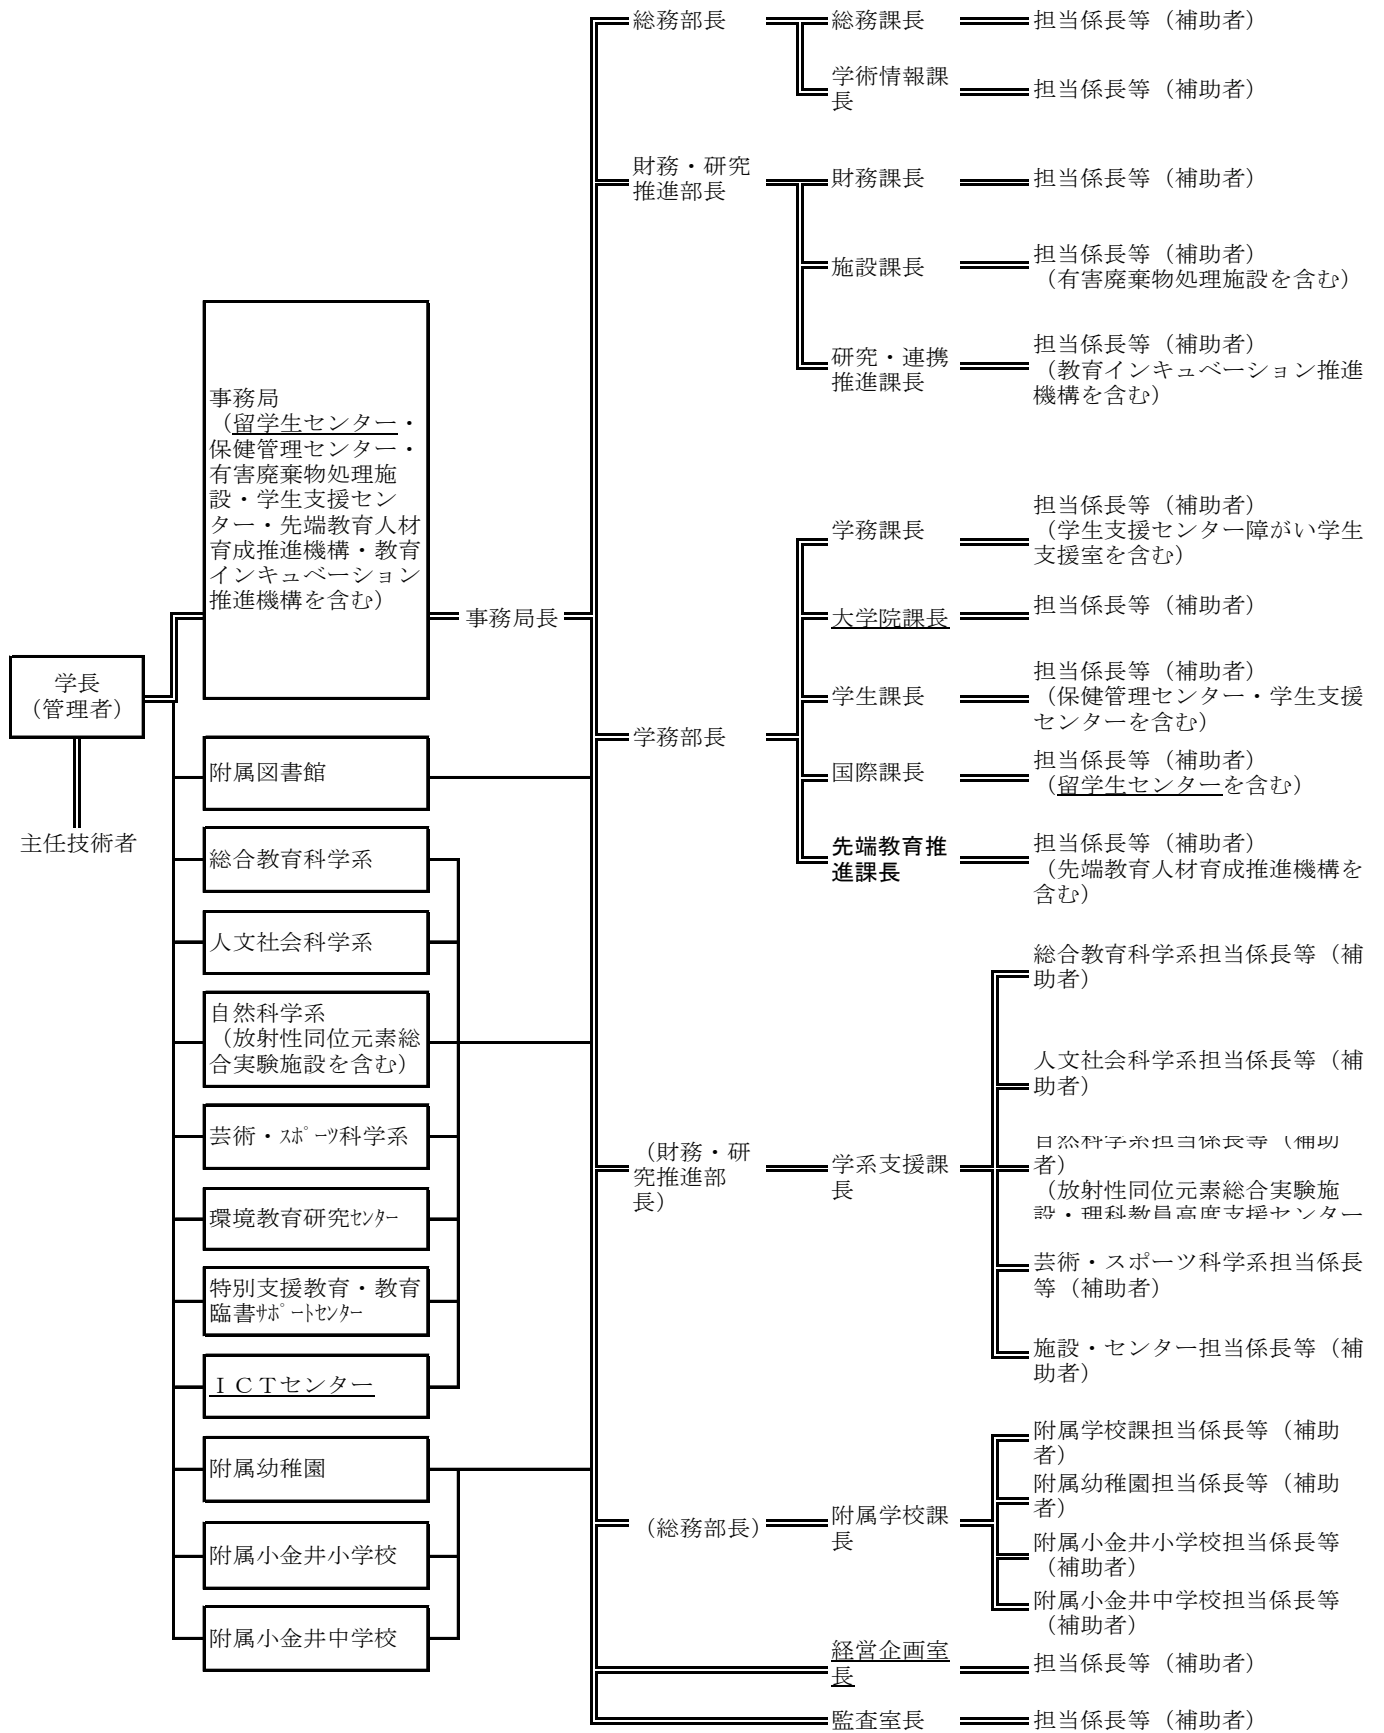 学長
（管理者）
主任技術者
事務局
（留学生センター・
保健管理センター・
有害廃棄物処理施
設・学生支援セン
ター・先端教育人材
育成推進機構・教育
インキュベーション
推進機構を含む）
附属図書館
総合教育科学系
人文社会科学系
自然科学系
（放射性同位元素総
合実験施設を含む）
芸術・ｽﾎﾟｰﾂ科学系
環境教育研究ｾﾝﾀｰ
特別支援教育・教育
臨書ｻﾎﾟｰﾄｾﾝﾀｰ
ＩＣＴセンター
附属幼稚園
附属小金井小学校
附属小金井中学校
事務局長
総務部長
総務課長
担当係長等（補助者）
学術情報課
長
担当係長等（補助者）
財務・研究
推進部長
財務課長
担当係長等（補助者）
施設課長
担当係長等（補助者）
（有害廃棄物処理施設を含む）
研究・連携
推進課長
担当係長等（補助者）
（教育インキュベーション推進
機構を含む）
学務部長
学務課長
担当係長等（補助者）
（学生支援センター障がい学生
支援室を含む）
大学院課長
担当係長等（補助者）
学生課長
担当係長等（補助者）
（保健管理センター・学生支援
センターを含む）
国際課長
担当係長等（補助者）
（留学生センターを含む）
先端教育推
進課長
担当係長等（補助者）
（先端教育人材育成推進機構を
含む）
（財務・研
究推進部
長）
学系支援課
長
総合教育科学系担当係長等（補
助者）
人文社会科学系担当係長等（補
助者）
自然科学系担当係長等（補助
者）
（放射性同位元素総合実験施
設・理科教員高度支援センター
芸術・スポーツ科学系担当係長
等（補助者）
施設・センター担当係長等（補
助者）
（総務部長）
附属学校課
長
附属学校課担当係長等（補助
者）
附属幼稚園担当係長等（補助
者）
附属小金井小学校担当係長等
（補助者）
附属小金井中学校担当係長等
（補助者）
経営企画室
長
担当係長等（補助者）
監査室長
担当係長等（補助者）